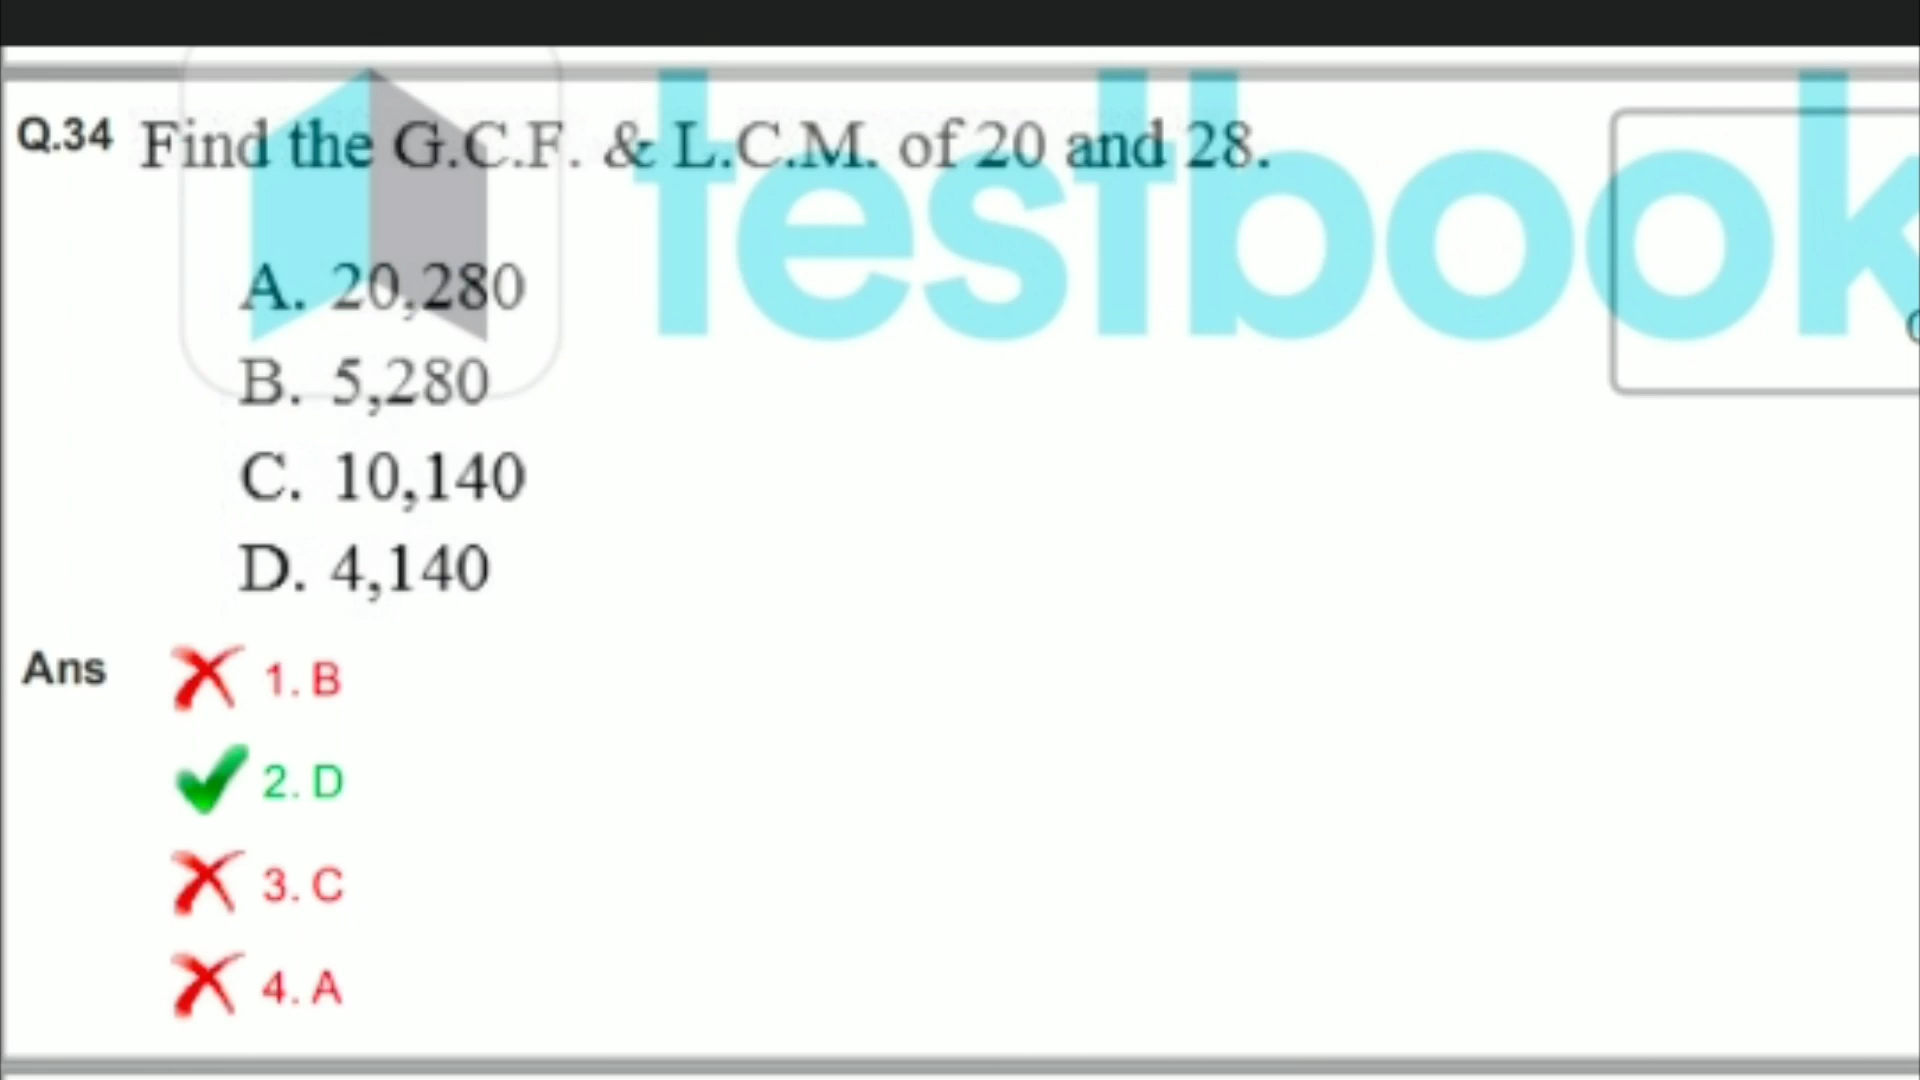 testbook
Q.34 Find the G.C.F. & L.C.M. of 20 and 28.
A. 20,280
B. 5,280
C. 10,140
D. 4,140
Ans 1. B
2. D
3. C
4. A